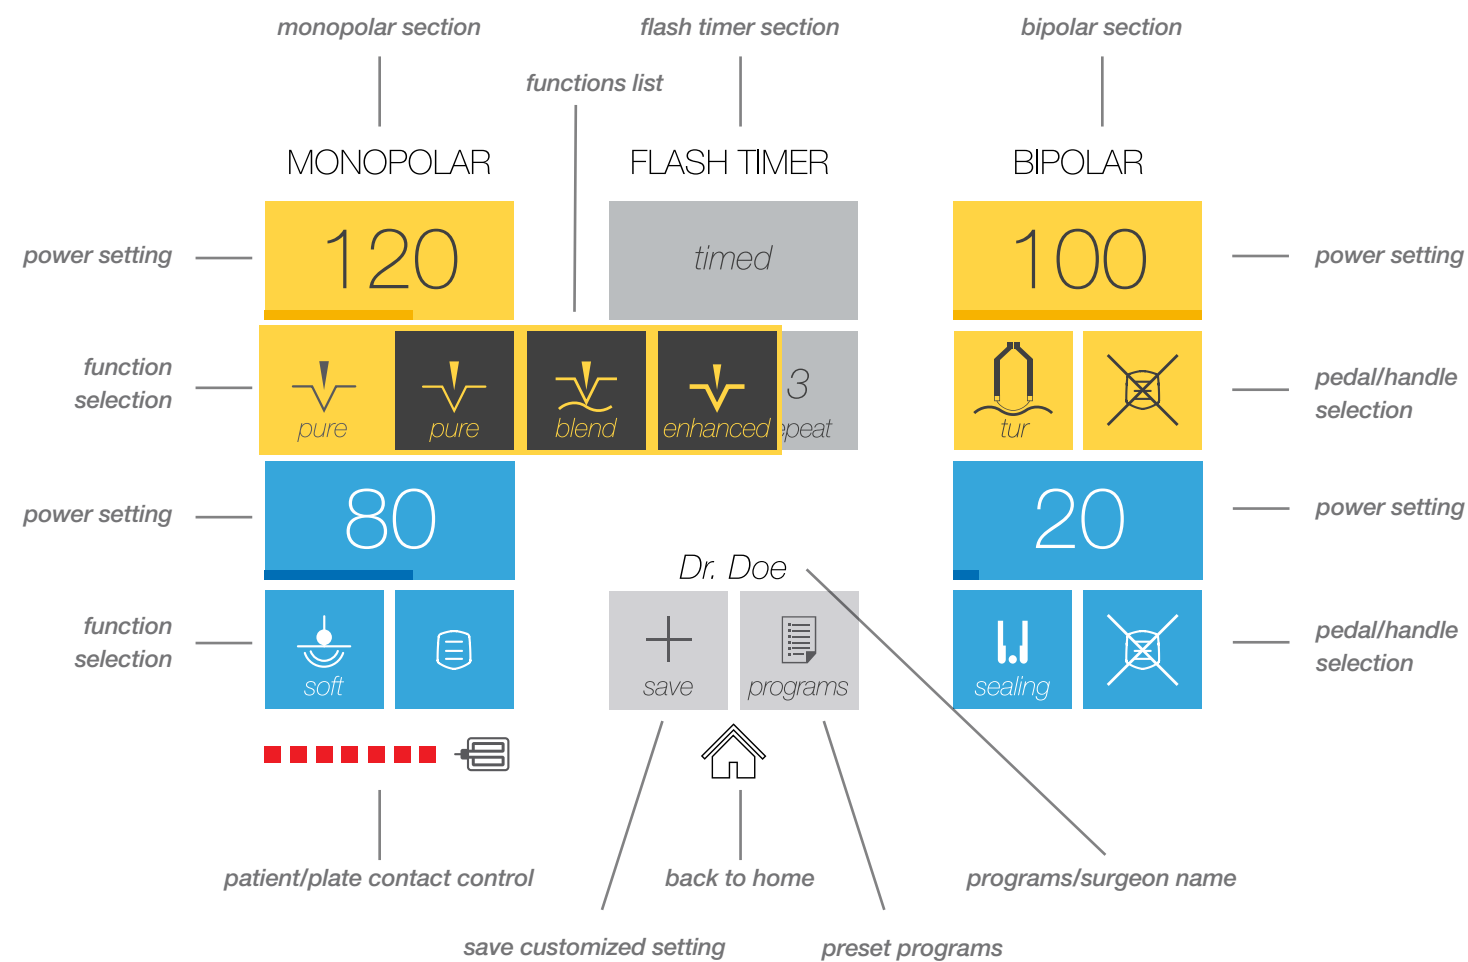 monopolar section
flash timer section
bipolar section
functions list
MONOPOLAR
FLASH TIMER
BIPOLAR
power setting
120
timed
100
power setting
function
selection
pure
pure
blend
enhanced
3
epeat
tur
pedal/handle
selection
power setting
80
20
power setting
Dr. Doe
function
selection
soft
save
programs
sealing
pedal/handle
selection
patient/plate contact control
back to home
programs/surgeon name
save customized setting
preset programs